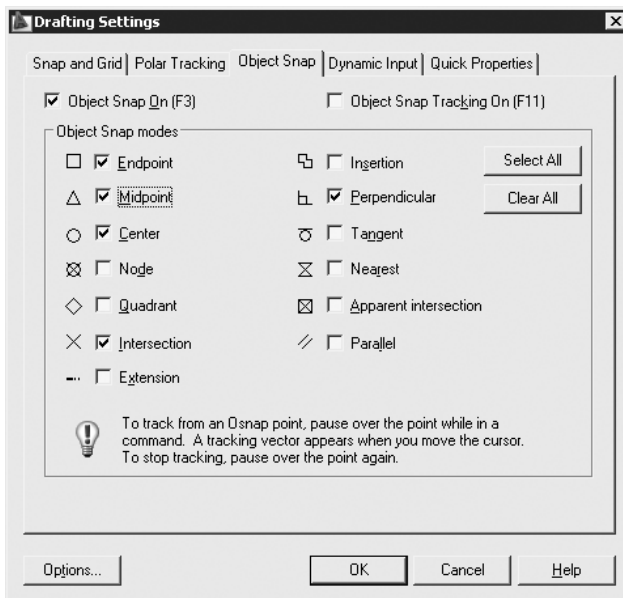 Drafting Settings
Snap and Grid Polar Tracking Object Snap Dynamic Input Quick Properties
Object Snap On (F3) Object Snap Tracking On (F11)
Object Snap modes
Endpoint Insertion Select All
Midpoint Perpendicular Clear All
Center Tangent
Node Nearest
Quadrant Apparent intersection
Intersection Parallel
Extension
To track from an Osnap point, pause over the point while in a
command. A tracking vector appears when you move the cursor.
To stop tracking, pause over the point again.
Options... OK Cancel Help